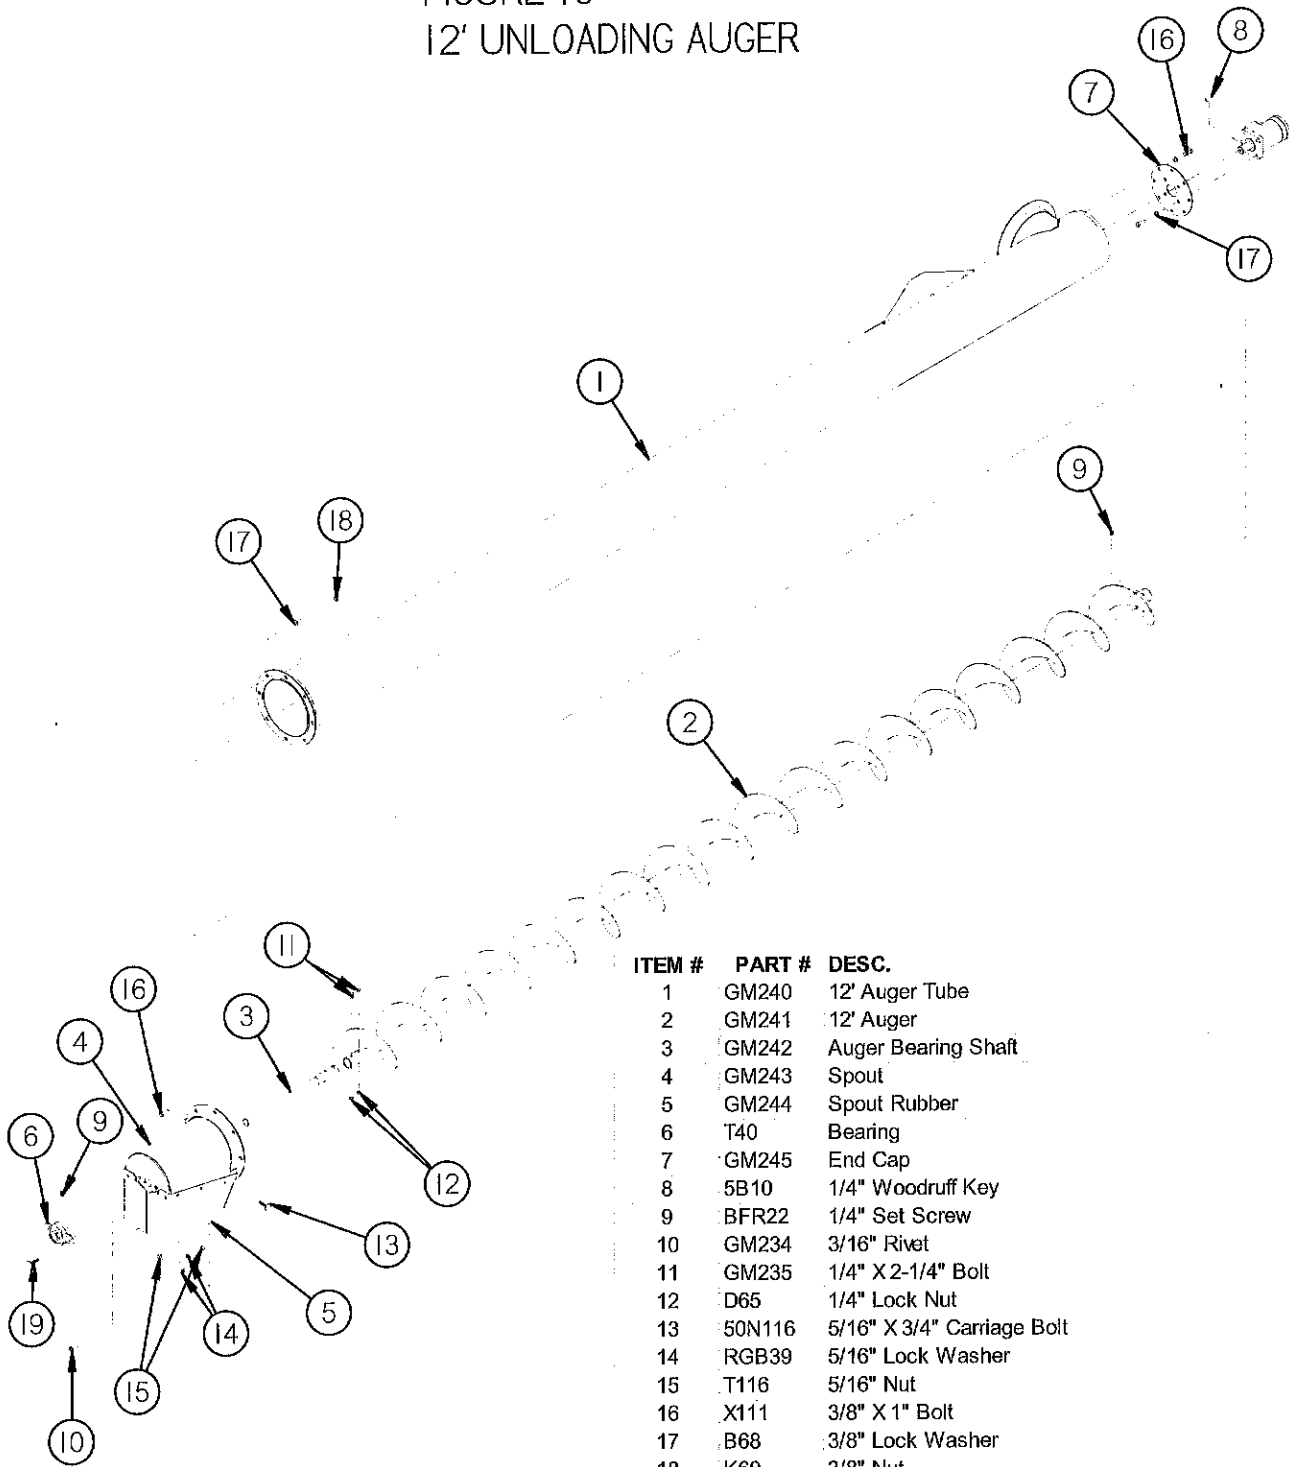 12' UNLOADING AUGER
16
8
7
17
1
9
18
17
2
11
16
3
4
9
6
12
13
5
19
14
15
10
ITEM # PART # DESC.
1 GM240 12' Auger Tube
2 GM241 12' Auger
3 GM242 Auger Bearing Shaft
4 GM243 Spout
5 GM244 Spout Rubber
6 T40 Bearing
7 GM245 End Cap
8 5B10 1/4" Woodruff Key
9 BFR22 1/4" Set Screw
10 GM234 3/16" Rivet
11 GM235 1/4" X 2-1/4" Bolt
12 D65 1/4" Lock Nut
13 50N116 5/16" X 3/4" Carriage Bolt
14 RGB39 5/16" Lock Washer
15 T116 5/16" Nut
16 X111 3/8" X 1" Bolt
17 B68 3/8" Lock Washer